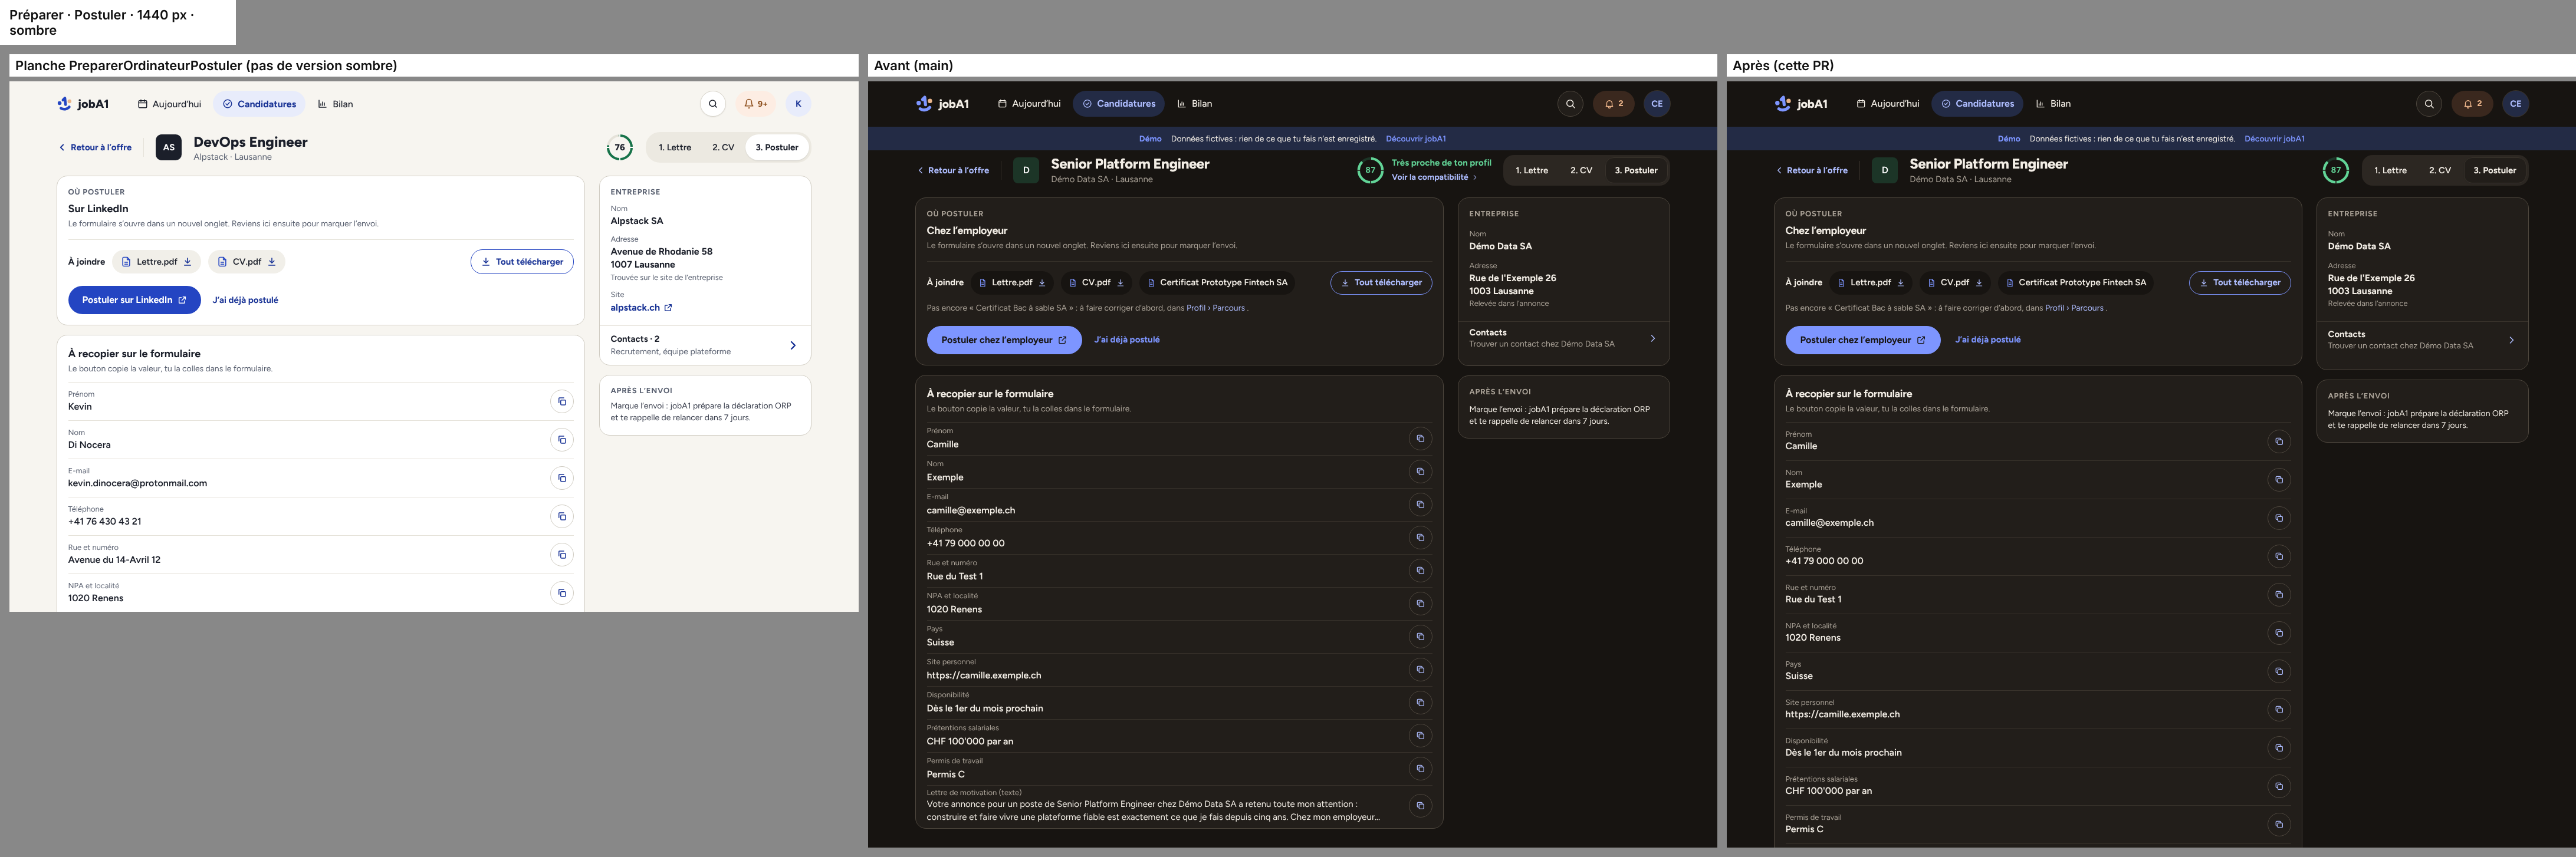 Préparer · Postuler · 1440 px ·
sombre
Planche PreparerOrdinateurPostuler (pas de version sombre)
jobA1
Aujourd'hui
Candidatures
Bilan
9+
K
Retour à l'offre
AS
DevOps Engineer
Alpstack · Lausanne
76
1. Lettre
2. CV
3. Postuler
OÙ POSTULER
Sur LinkedIn
Le formulaire s'ouvre dans un nouvel onglet. Reviens ici ensuite pour marquer l'envoi.
À joindre
Lettre.pdf
CV.pdf
Tout télécharger
Postuler sur LinkedIn
J'ai déjà postulé
À recopier sur le formulaire
Le bouton copie la valeur, tu la colles dans le formulaire.
Prénom
Kevin
Nom
Di Nocera
E-mail
kevin.dinocera@protonmail.com
Téléphone
+41 76 430 43 21
Rue et numéro
Avenue du 14-Avril 12
NPA et localité
1020 Renens
ENTREPRISE
Nom
Alpstack SA
Adresse
Avenue de Rhodanie 58
1007 Lausanne
Trouvée sur le site de l'entreprise
Site
alpstack.ch
Contacts · 2
Recrutement, équipe plateforme
APRÈS L'ENVOI
Marque l'envoi : jobA1 prépare la déclaration ORP
et te rappelle de relancer dans 7 jours.
Avant (main)
jobA1
Aujourd'hui
Candidatures
Bilan
2
CE
Démo
Données fictives : rien de ce que tu fais n'est enregistré.
Découvrir jobA1
Retour à l'offre
D
Senior Platform Engineer
Démo Data SA · Lausanne
87
Très proche de ton profil
Voir la compatibilité
1. Lettre
2. CV
3. Postuler
OÙ POSTULER
Chez l'employeur
Le formulaire s'ouvre dans un nouvel onglet. Reviens ici ensuite pour marquer l'envoi.
À joindre
Lettre.pdf
CV.pdf
Certificat Prototype Fintech SA
Tout télécharger
Pas encore « Certificat Bac à sable SA » : à faire corriger d'abord, dans Profil › Parcours .
Postuler chez l'employeur
J'ai déjà postulé
À recopier sur le formulaire
Le bouton copie la valeur, tu la colles dans le formulaire.
Prénom
Camille
Nom
Exemple
E-mail
camille@exemple.ch
Téléphone
+41 79 000 00 00
Rue et numéro
Rue du Test 1
NPA et localité
1020 Renens
Pays
Suisse
Site personnel
https://camille.exemple.ch
Disponibilité
Dès le 1er du mois prochain
Prétentions salariales
CHF 100'000 par an
Permis de travail
Permis C
Lettre de motivation (texte)
Votre annonce pour un poste de Senior Platform Engineer chez Démo Data SA a retenu toute mon attention :
construire et faire vivre une plateforme fiable est exactement ce que je fais depuis cinq ans. Chez mon employeur…
ENTREPRISE
Nom
Démo Data SA
Adresse
Rue de l'Exemple 26
1003 Lausanne
Relevée dans l'annonce
Contacts
Trouver un contact chez Démo Data SA
APRÈS L'ENVOI
Marque l'envoi : jobA1 prépare la déclaration ORP
et te rappelle de relancer dans 7 jours.
Après (cette PR)
jobA1
Aujourd'hui
Candidatures
Bilan
2
CE
Démo
Données fictives : rien de ce que tu fais n'est enregistré.
Découvrir jobA1
Retour à l'offre
D
Senior Platform Engineer
Démo Data SA · Lausanne
87
1. Lettre
2. CV
3. Postuler
OÙ POSTULER
Chez l'employeur
Le formulaire s'ouvre dans un nouvel onglet. Reviens ici ensuite pour marquer l'envoi.
À joindre
Lettre.pdf
CV.pdf
Certificat Prototype Fintech SA
Tout télécharger
Pas encore « Certificat Bac à sable SA » : à faire corriger d'abord, dans Profil › Parcours .
Postuler chez l'employeur
J'ai déjà postulé
À recopier sur le formulaire
Le bouton copie la valeur, tu la colles dans le formulaire.
Prénom
Camille
Nom
Exemple
E-mail
camille@exemple.ch
Téléphone
+41 79 000 00 00
Rue et numéro
Rue du Test 1
NPA et localité
1020 Renens
Pays
Suisse
Site personnel
https://camille.exemple.ch
Disponibilité
Dès le 1er du mois prochain
Prétentions salariales
CHF 100'000 par an
Permis de travail
Permis C
ENTREPRISE
Nom
Démo Data SA
Adresse
Rue de l'Exemple 26
1003 Lausanne
Relevée dans l'annonce
Contacts
Trouver un contact chez Démo Data SA
APRÈS L'ENVOI
Marque l'envoi : jobA1 prépare la déclaration ORP
et te rappelle de relancer dans 7 jours.